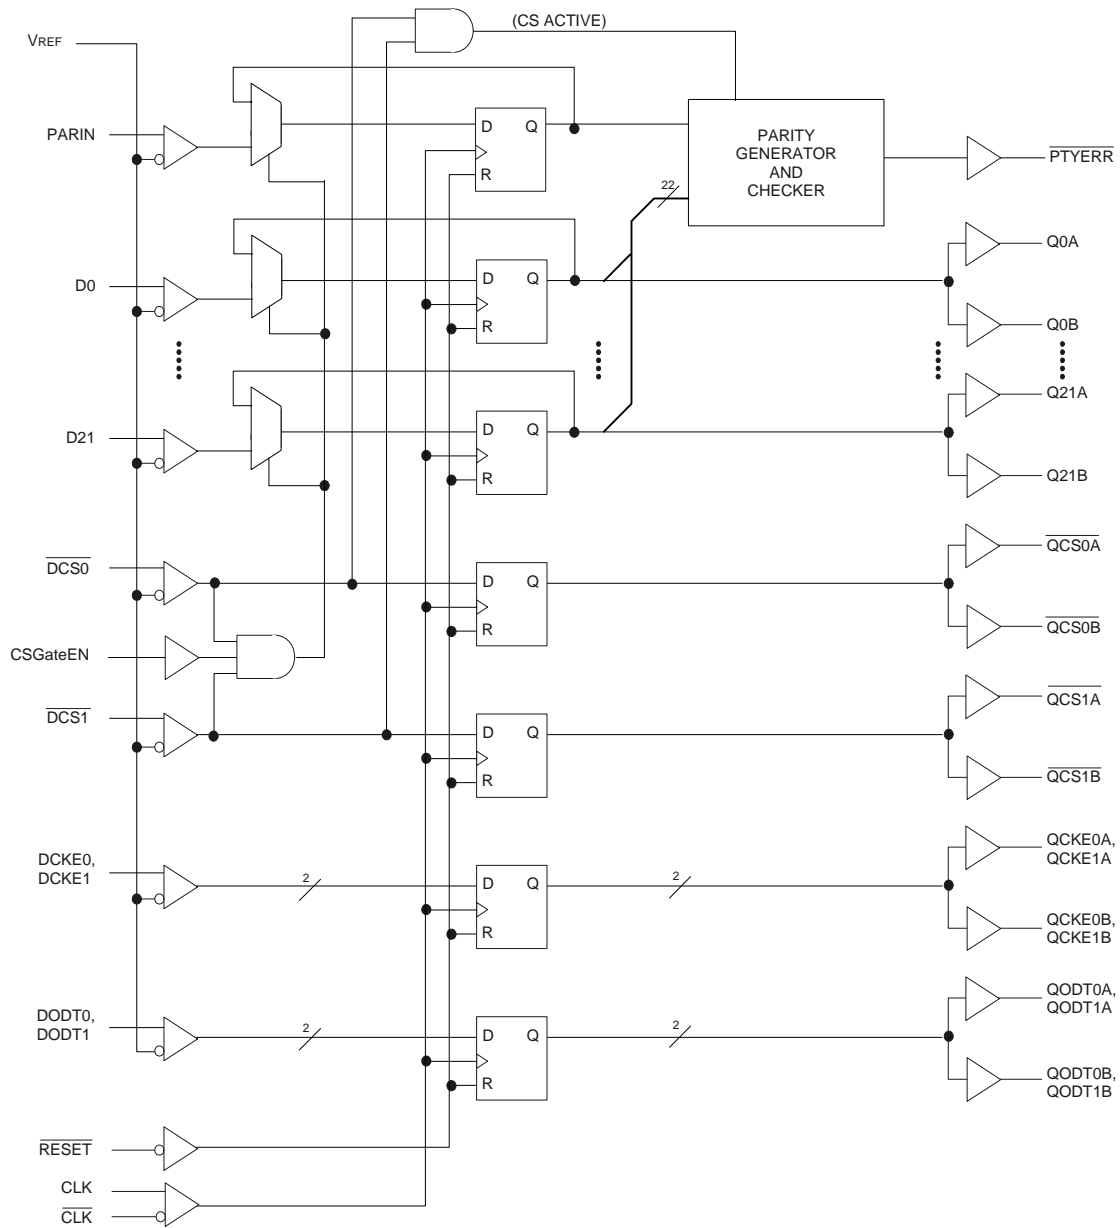 (CS ACTIVE)
VREF
PARIN
D Q
R
PARITY
GENERATOR
AND
CHECKER
22
PTYERR
D0
D Q
R
Q0A
Q0B
D21
D Q
R
Q21A
Q21B
DCS0
D Q
R
QCS0A
QCS0B
CSGateEN
DCS1
D Q
R
QCS1A
QCS1B
DCKE0,
DCKE1
2
D Q
R
2
QCKE0A,
QCKE1A
QCKE0B,
QCKE1B
DODT0,
DODT1
2
D Q
R
2
QODT0A,
QODT1A
QODT0B,
QODT1B
RESET
CLK
CLK